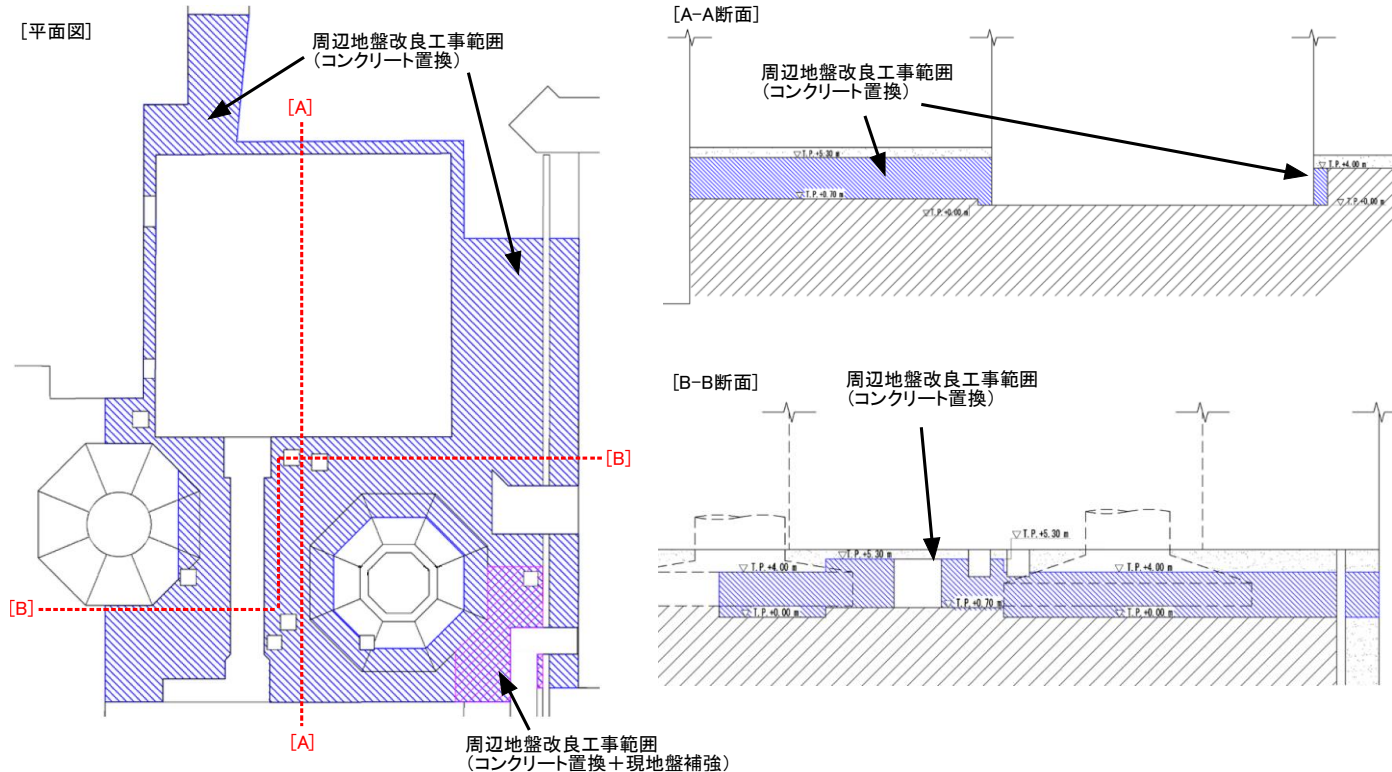 [平面図]
周辺地盤改良工事範囲
（コンクリート置換）
[A]
[B]
[B]
[A]
周辺地盤改良工事範囲
（コンクリート置換＋現地盤補強）
[A-A断面]
周辺地盤改良工事範囲
（コンクリート置換）
▽T.P.+5.30 m
▽T.P.+4.00 m
▽T.P.+0.70 m
▽T.P.+0.00 m
▽T.P.+0.00 m
[B-B断面]
周辺地盤改良工事範囲
（コンクリート置換）
▽T.P.+5.30 m
▽T.P.+5.30 m
▽T.P.+4.00 m
▽T.P.+4.00 m
▽T.P.+0.70 m
▽T.P.+0.00 m
▽T.P.+0.00 m